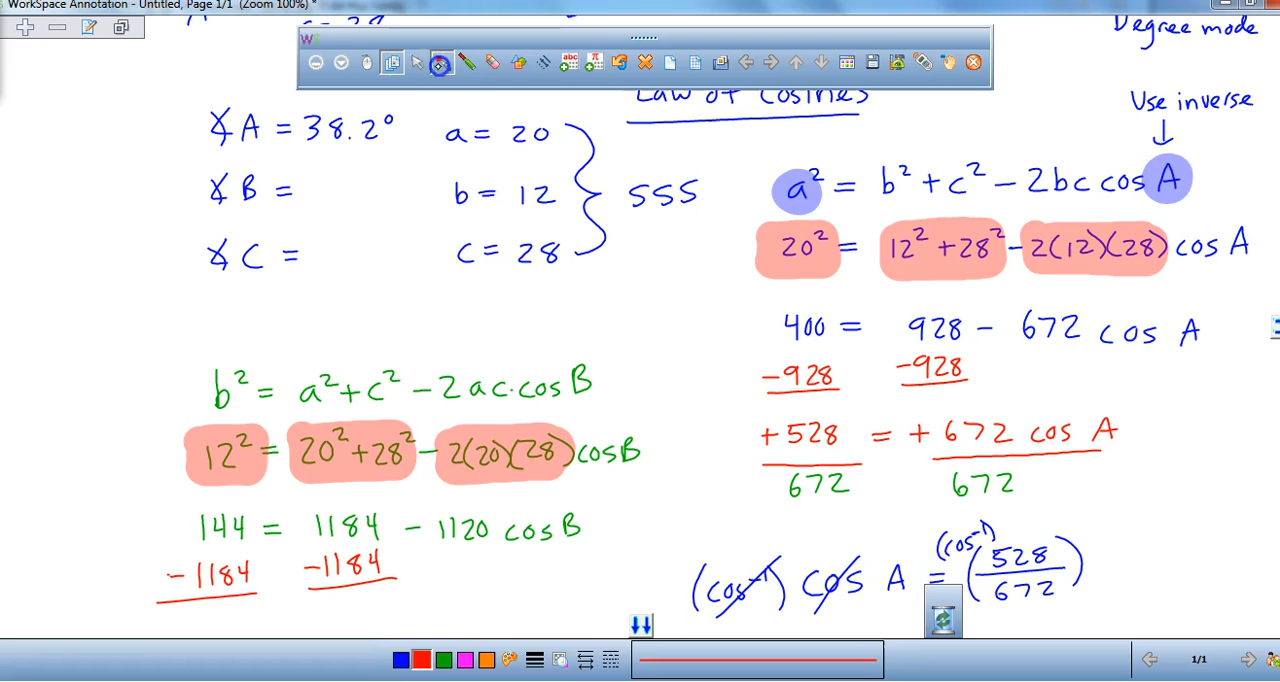 WorkSpace Annotation - Untitled, Page 1/1 (Zoom 100%) *
Degree mode
Law of Cosines
Use inverse
↓
∡A = 38.2° a = 20
∡B = b = 12 SSS
∡C = c = 28
a² = b² + c² - 2bc cos A
20² = 12² + 28² - 2(12)(28) cos A
400 = 928 - 672 cos A
-928 -928
+528 = + 672 cos A
672 672
(cos⁻¹) cos A = (cos⁻¹) (528/672)
b² = a² + c² - 2ac·cosB
12² = 20² + 28² - 2(20)(28) cosB
144 = 1184 - 1120 cosB
-1184 -1184
1/1